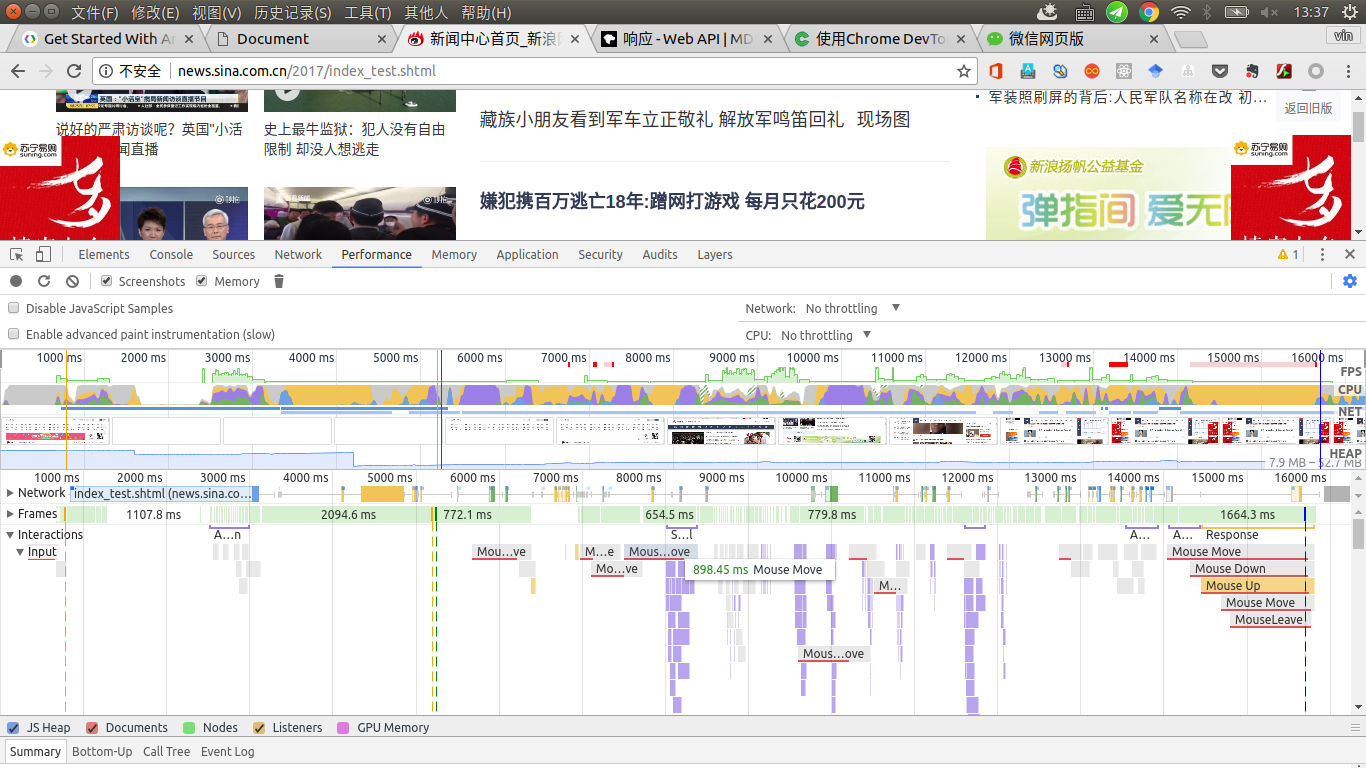 文件(F) 修改(E) 视图(V) 历史记录(S) 工具(T) 其他人 帮助(H) 13:37
Get Started With An Document 新闻中心首页_新浪 响应 - Web API | MD 使用Chrome DevTo 微信网页版 vin
不安全 news.sina.com.cn/2017/index_test.shtml
说好的严肃访谈呢？英国"小活
闻直播
史上最牛监狱：犯人没有自由
限制 却没人想逃走
藏族小朋友看到军车立正敬礼 解放军鸣笛回礼 现场图
嫌犯携百万逃亡18年:蹭网打游戏 每月只花200元
军装照刷屏的背后:人民军队名称在改 初...
返回旧版
苏宁易购
suning.com
新浪扬帆公益基金
弹指间 爱无
苏宁易购
suning.com
Elements Console Sources Network Performance Memory Application Security Audits Layers 1
Screenshots Memory
Disable JavaScript Samples Network: No throttling
Enable advanced paint instrumentation (slow) CPU: No throttling
1000 ms 2000 ms 3000 ms 4000 ms 5000 ms 6000 ms 7000 ms 8000 ms 9000 ms 10000 ms 11000 ms 12000 ms 13000 ms 14000 ms 15000 ms 16000 ms
FPS
CPU
NET
HEAP
7.9 MB – 52.7 MB
1000 ms 2000 ms 3000 ms 4000 ms 5000 ms 6000 ms 7000 ms 8000 ms 9000 ms 10000 ms 11000 ms 12000 ms 13000 ms 14000 ms 15000 ms 16000 ms
Network index_test.shtml (news.sina.co…
Frames 1107.8 ms 2094.6 ms 772.1 ms 654.5 ms 779.8 ms 1664.3 ms
Interactions A…n S…l A… A… Response
Input Mou…ve M…e Mous…ove Mouse Move
Mo…ve 898.45 ms Mouse Move Mouse Down
M… Mouse Up
Mouse Move
MouseLeave
Mous…ove
JS Heap Documents Nodes Listeners GPU Memory
Summary Bottom-Up Call Tree Event Log